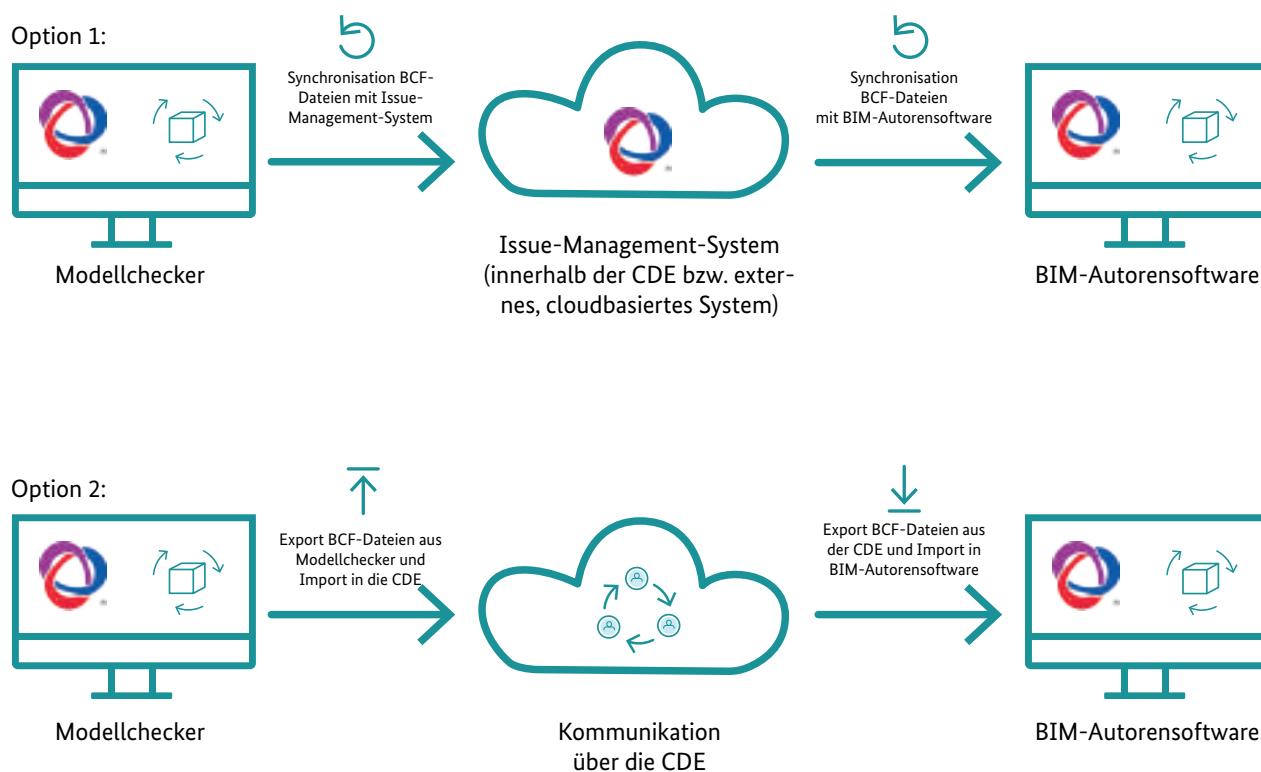 Option 1:
Synchronisation BCF-
Dateien mit Issue-
Management-System
Synchronisation
BCF-Dateien
mit BIM-Autorensoftware
Modellchecker
Issue-Management-System
(innerhalb der CDE bzw. exter-
nes, cloudbasiertes System)
BIM-Autorensoftware
Option 2:
Export BCF-Dateien aus
Modellchecker und
Import in die CDE
Export BCF-Dateien aus
der CDE und Import in
BIM-Autorensoftware
Modellchecker
Kommunikation
über die CDE
BIM-Autorensoftware